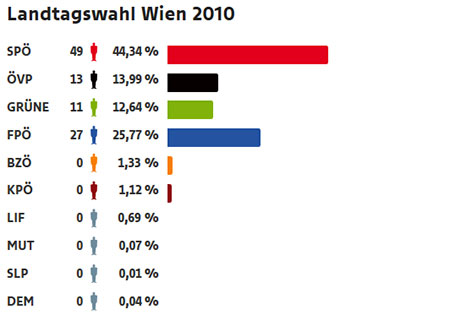 Landtagswahl Wien 2010
SPÖ 49 44,34 %
ÖVP 13 13,99 %
GRÜNE 11 12,64 %
FPÖ 27 25,77 %
BZÖ 0 1,33 %
KPÖ 0 1,12 %
LIF 0 0,69 %
MUT 0 0,07 %
SLP 0 0,01 %
DEM 0 0,04 %